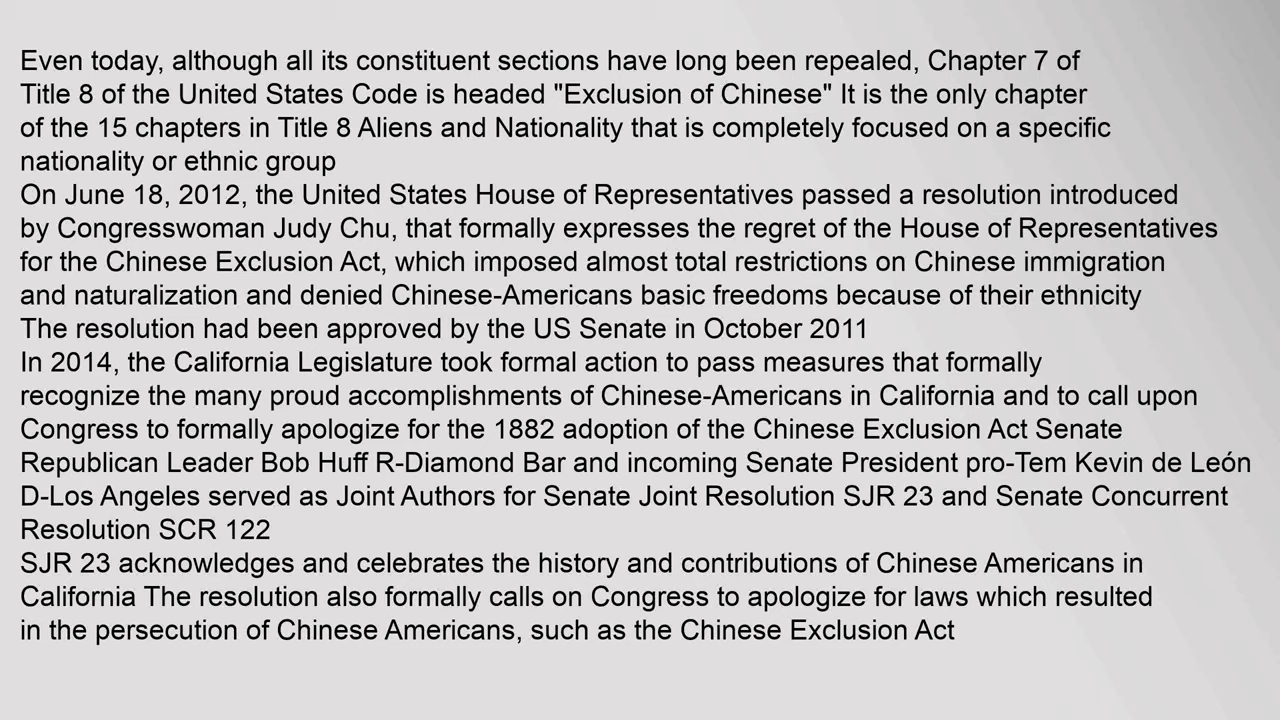 Even today, although all its constituent sections have long been repealed, Chapter 7 of
Title 8 of the United States Code is headed "Exclusion of Chinese" It is the only chapter
of the 15 chapters in Title 8 Aliens and Nationality that is completely focused on a specific
nationality or ethnic group
On June 18, 2012, the United States House of Representatives passed a resolution introduced
by Congresswoman Judy Chu, that formally expresses the regret of the House of Representatives
for the Chinese Exclusion Act, which imposed almost total restrictions on Chinese immigration
and naturalization and denied Chinese-Americans basic freedoms because of their ethnicity
The resolution had been approved by the US Senate in October 2011
In 2014, the California Legislature took formal action to pass measures that formally
recognize the many proud accomplishments of Chinese-Americans in California and to call upon
Congress to formally apologize for the 1882 adoption of the Chinese Exclusion Act Senate
Republican Leader Bob Huff R-Diamond Bar and incoming Senate President pro-Tem Kevin de León
D-Los Angeles served as Joint Authors for Senate Joint Resolution SJR 23 and Senate Concurrent
Resolution SCR 122
SJR 23 acknowledges and celebrates the history and contributions of Chinese Americans in
California The resolution also formally calls on Congress to apologize for laws which resulted
in the persecution of Chinese Americans, such as the Chinese Exclusion Act